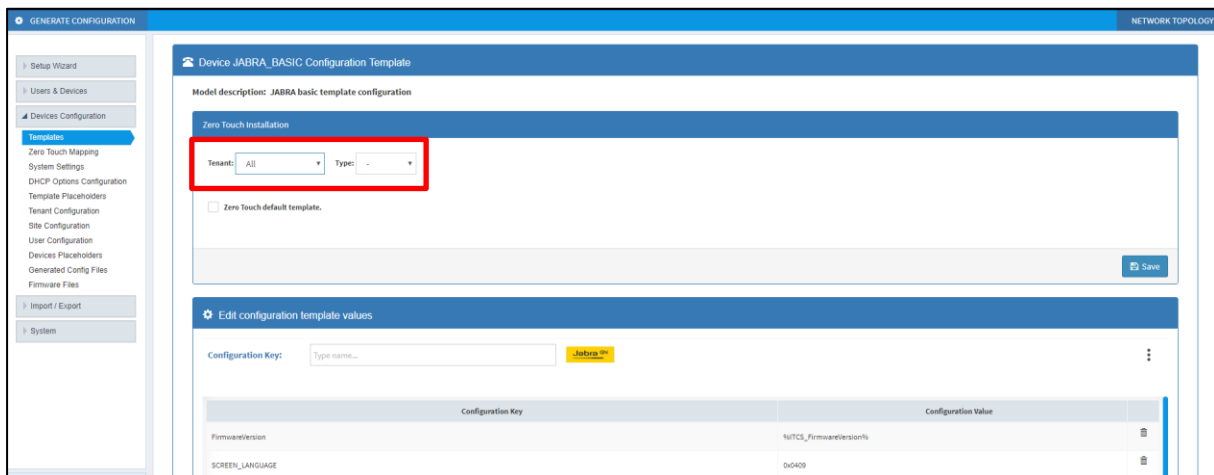 GENERATE CONFIGURATION
NETWORK TOPOLOGY
Setup Wizard
Users & Devices
Devices Configuration
Templates
Zero Touch Mapping
System Settings
DHCP Options Configuration
Template Placeholders
Tenant Configuration
Site Configuration
User Configuration
Devices Placeholders
Generated Config Files
Firmware Files
Import / Export
System
Device JABRA_BASIC Configuration Template
Model description: JABRA basic template configuration
Zero Touch Installation
Tenant: All Type: -
Zero Touch default template.
Save
Edit configuration template values
Configuration Key: Type name... Jabra GN
Configuration Key Configuration Value
FirmwareVersion %ITCS_FirmwareVersion%
SCREEN_LANGUAGE 0x0409